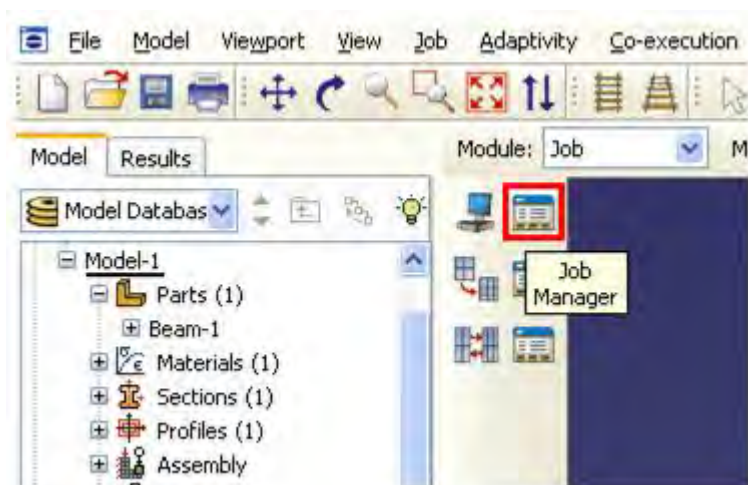 File Model Viewport View Job Adaptivity Co-execution
Model Results
Module: Job
Model Databas
Model-1
Parts (1)
Beam-1
Materials (1)
Sections (1)
Profiles (1)
Assembly
Job
Manager